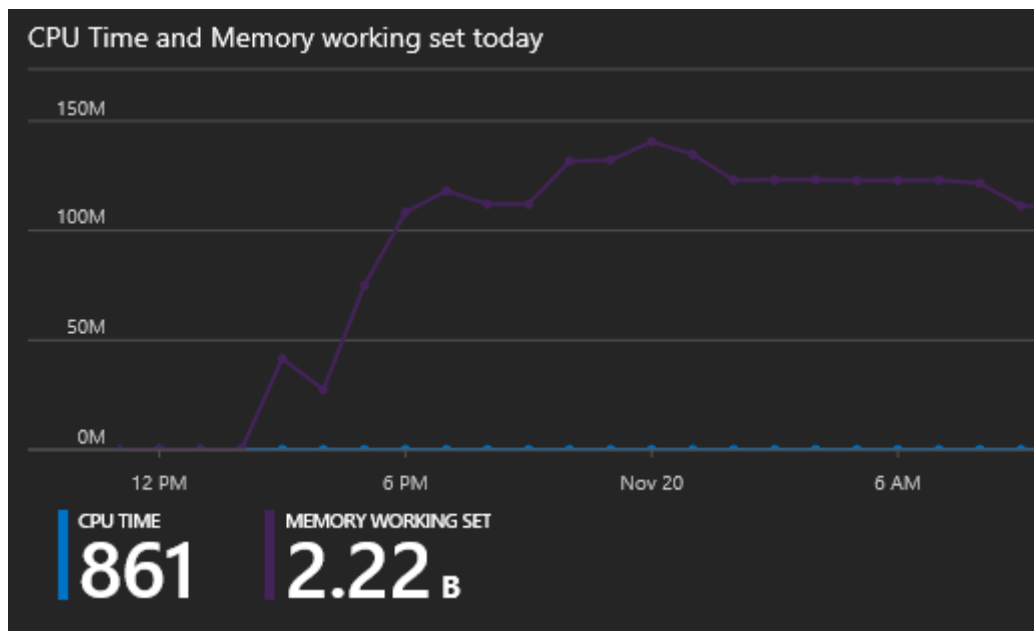 CPU Time and Memory working set today
150M
100M
50M
0M
12 PM 6 PM Nov 20 6 AM
CPU TIME MEMORY WORKING SET
861 2.22 B